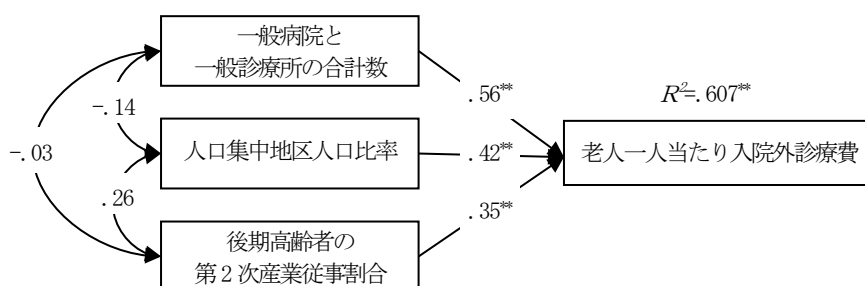 一般病院と
一般診療所の合計数
人口集中地区人口比率
後期高齢者の
第2次産業従事割合
-.14
-.03
.26
.56**
.42**
.35**
R²=.607**
老人一人当たり入院外診療費